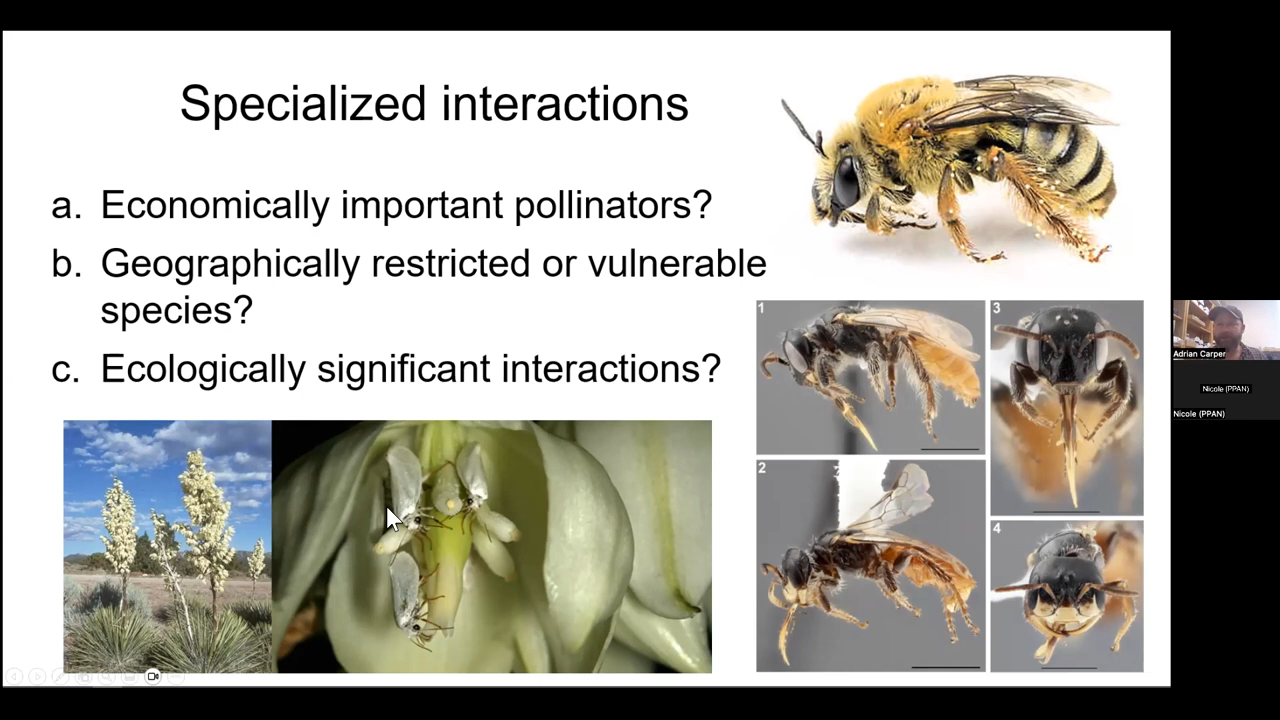 Specialized interactions
a. Economically important pollinators?
b. Geographically restricted or vulnerable
species?
c. Ecologically significant interactions?
1
3
2
4
Adrian Carper
Nicole (PPAN)
Nicole (PPAN)